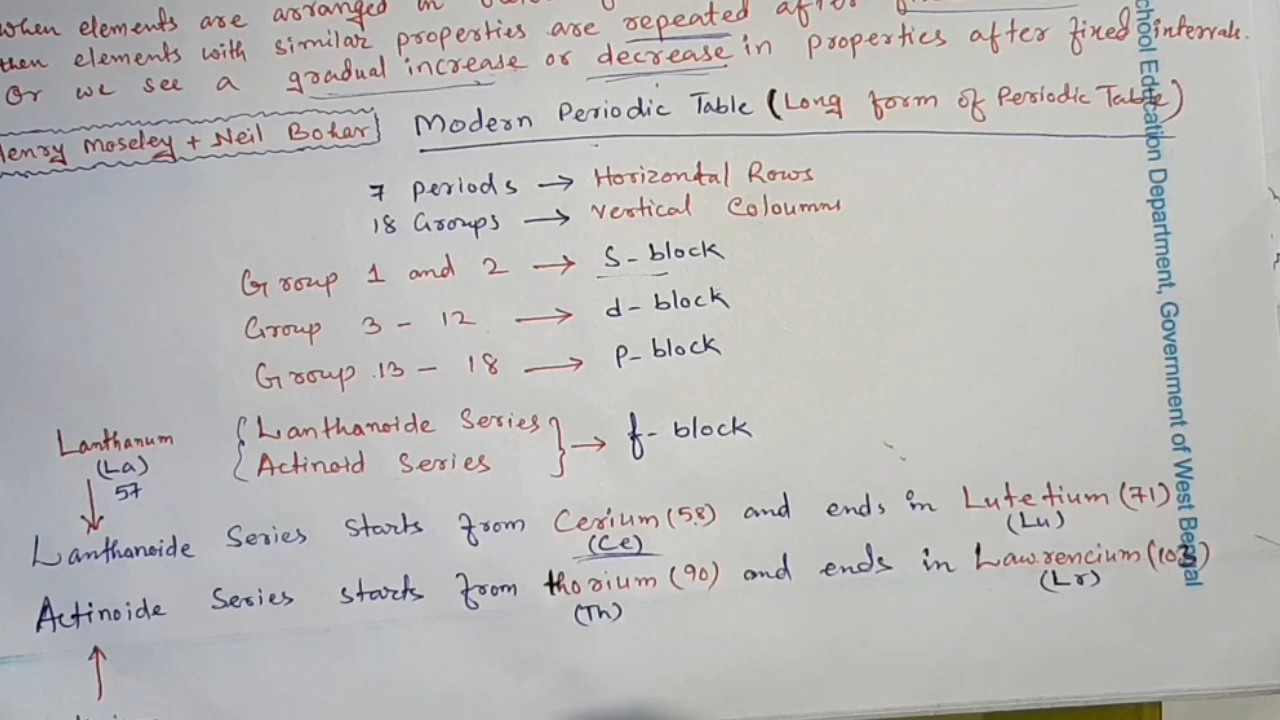 when elements are arranged in
then elements with similar properties are repeated after
Or we see a gradual increase or decrease in properties after fixed intervals.
Henry Moseley + Neil Bohar
Modern Periodic Table (Long form of Periodic Table)
7 Periods → Horizontal Rows
18 Groups → Vertical Coloumns
Group 1 and 2 → S-block
Group 3 - 12 → d-block
Group 13 - 18 → P-block
Lanthanum
(La)
57
Lanthanoide Series
Actinoid Series
→ f-block
Lanthanoide Series starts from Cerium (58) and ends in Lutetium (71)
(Ce)
(Lu)
Actinoide Series starts from thorium (90) and ends in Lawrencium (103)
(Th)
(Lr)
chool Education Department, Government of West Bengal